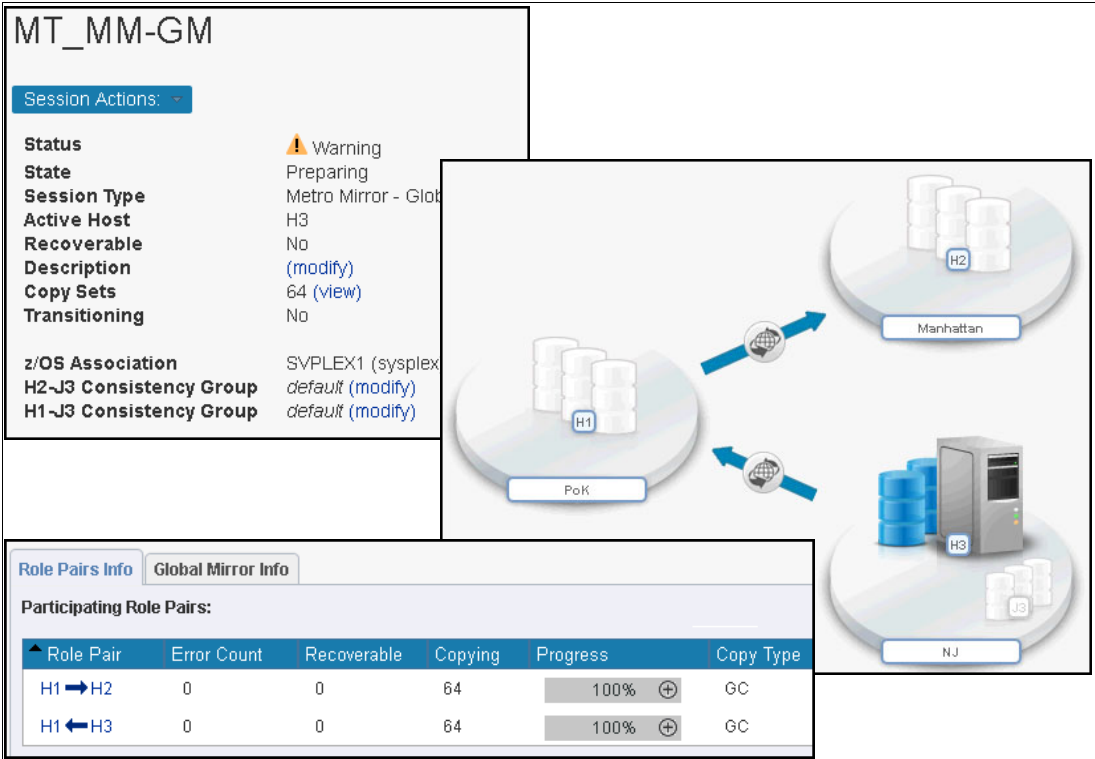 MT_MM-GM
Session Actions:
Status Warning
State Preparing
Session Type Metro Mirror - Glob
Active Host H3
Recoverable No
Description (modify)
Copy Sets 64 (view)
Transitioning No
z/OS Association SVPLEX1 (sysplex
H2-J3 Consistency Group default (modify)
H1-J3 Consistency Group default (modify)
H2
Manhattan
H1
PoK
H3
J3
NJ
Role Pairs Info Global Mirror Info
Participating Role Pairs:
Role Pair Error Count Recoverable Copying Progress Copy Type
H1 H2 0 0 64 100% GC
H1 H3 0 0 64 100% GC